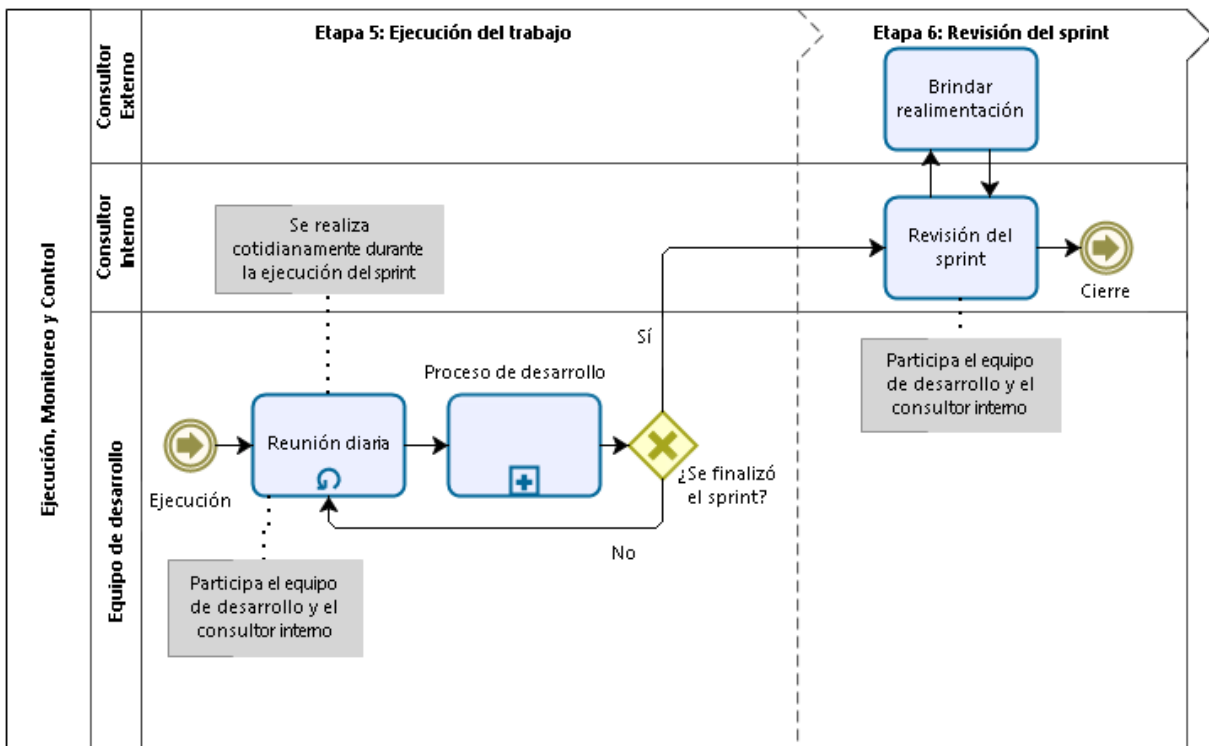 Ejecución, Monitoreo y Control
Consultor
Externo
Consultor
Interno
Equipo de desarrollo
Etapa 5: Ejecución del trabajo
Etapa 6: Revisión del sprint
Brindar
realimentación
Se realiza
cotidianamente durante
la ejecución del sprint
Revisión del
sprint
Cierre
Sí
Participa el equipo
de desarrollo y el
consultor interno
Proceso de desarrollo
Reunión diaria
Ejecución
¿Se finalizó
el sprint?
No
Participa el equipo
de desarrollo y el
consultor interno